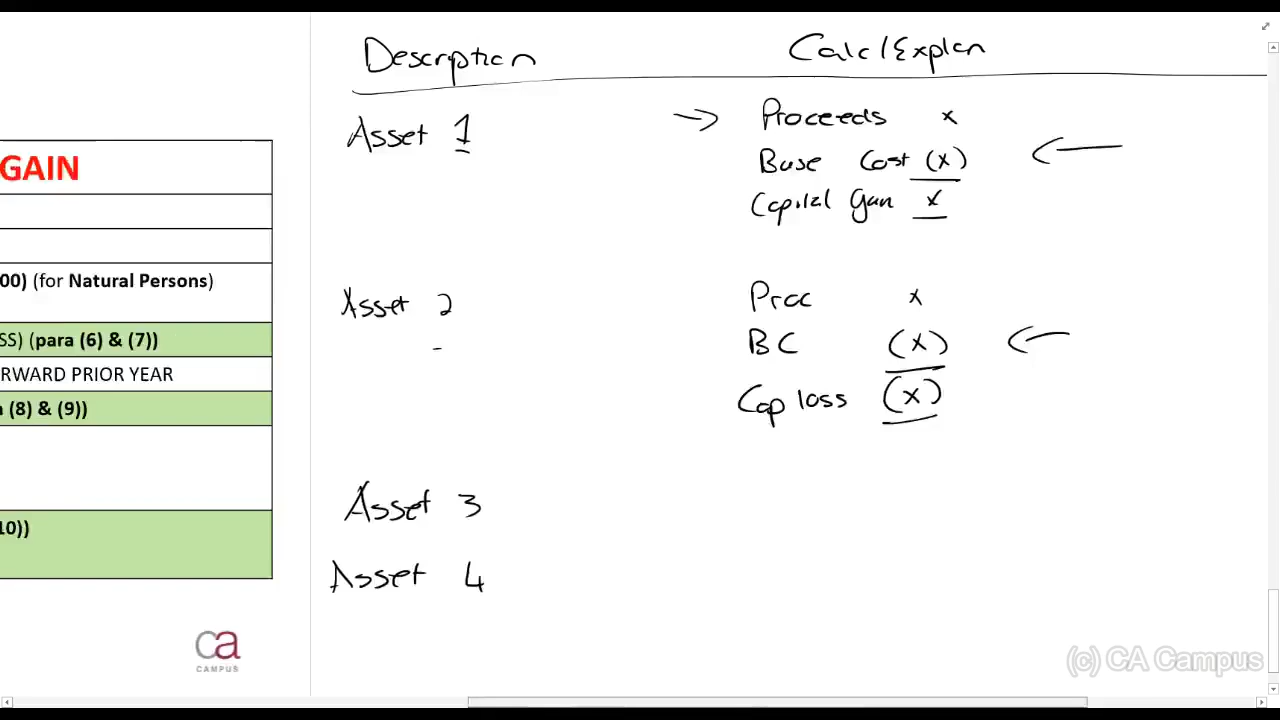 GAIN
00) (for Natural Persons)
SS) (para (6) & (7))
RWARD PRIOR YEAR
(8) & (9))
10))
ca
CAMPUS
Description Calc/Explan
Asset 1 → Proceeds x
Base Cost (x) ←
Capital Gain x
Asset 2 Proc x
BC (x) ←
Cap loss (x)
Asset 3
Asset 4
(c) CA Campus